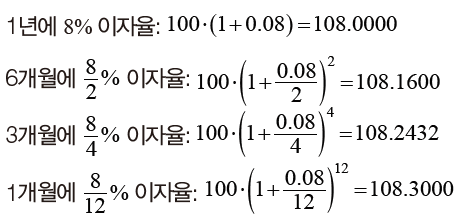 1년에 8% 이자율: 100·(1+0.08)=108.0000
6개월에 8/2% 이자율: 100·(1+0.08/2)^2=108.1600
3개월에 8/4% 이자율: 100·(1+0.08/4)^4=108.2432
1개월에 8/12% 이자율: 100·(1+0.08/12)^12=108.3000